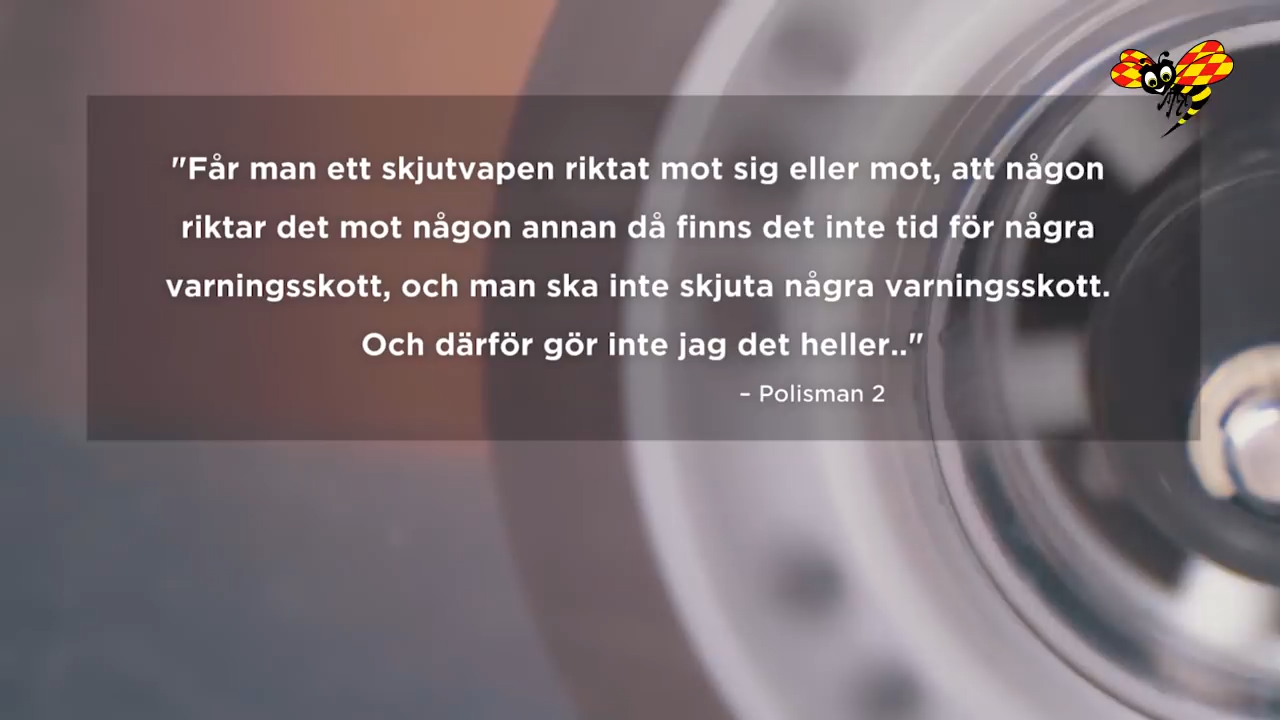 "Får man ett skjutvapen riktat mot sig eller mot, att någon
riktar det mot någon annan då finns det inte tid för några
varningsskott, och man ska inte skjuta några varningsskott.
Och därför gör inte jag det heller.."
– Polisman 2